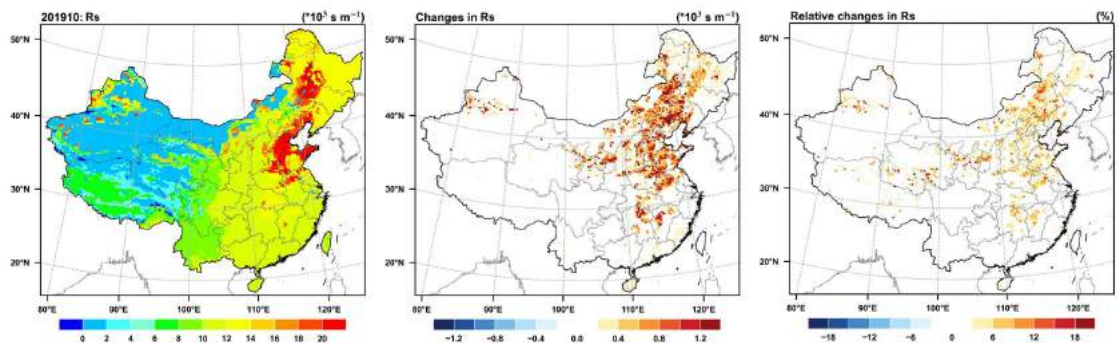 201910: Rs (*10³ s m⁻¹)
50°N
40°N
30°N
20°N
80°E 90°E 100°E 110°E 120°E
0 2 4 6 8 10 12 14 16 18 20
Changes in Rs (*10³ s m⁻¹)
50°N
40°N
30°N
20°N
80°E 90°E 100°E 110°E 120°E
−1.2 −0.8 −0.4 0.0 0.4 0.8 1.2
Relative changes in Rs (%)
50°N
40°N
30°N
20°N
80°E 90°E 100°E 110°E 120°E
−18 −12 −6 0 6 12 18